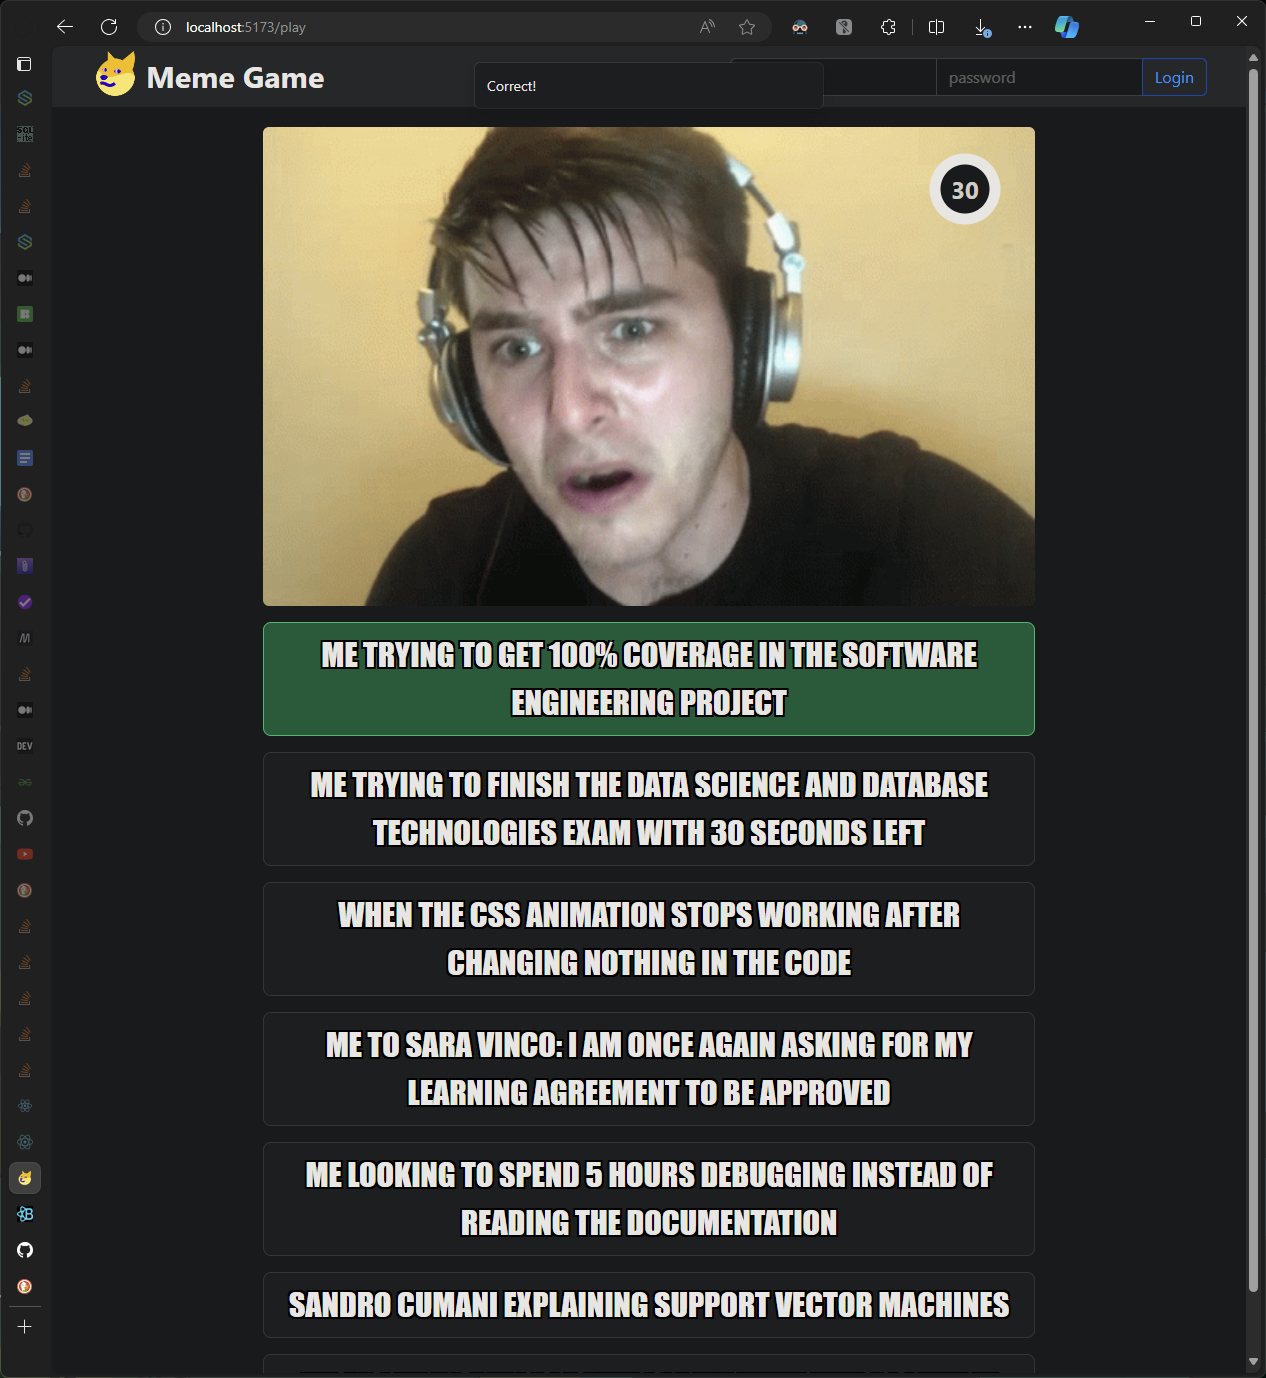 localhost:5173/play
Meme Game
Correct!
password
Login
30
ME TRYING TO GET 100% COVERAGE IN THE SOFTWARE
ENGINEERING PROJECT
ME TRYING TO FINISH THE DATA SCIENCE AND DATABASE
TECHNOLOGIES EXAM WITH 30 SECONDS LEFT
WHEN THE CSS ANIMATION STOPS WORKING AFTER
CHANGING NOTHING IN THE CODE
ME TO SARA VINCO: I AM ONCE AGAIN ASKING FOR MY
LEARNING AGREEMENT TO BE APPROVED
ME LOOKING TO SPEND 5 HOURS DEBUGGING INSTEAD OF
READING THE DOCUMENTATION
SANDRO CUMANI EXPLAINING SUPPORT VECTOR MACHINES
SQL
DEV